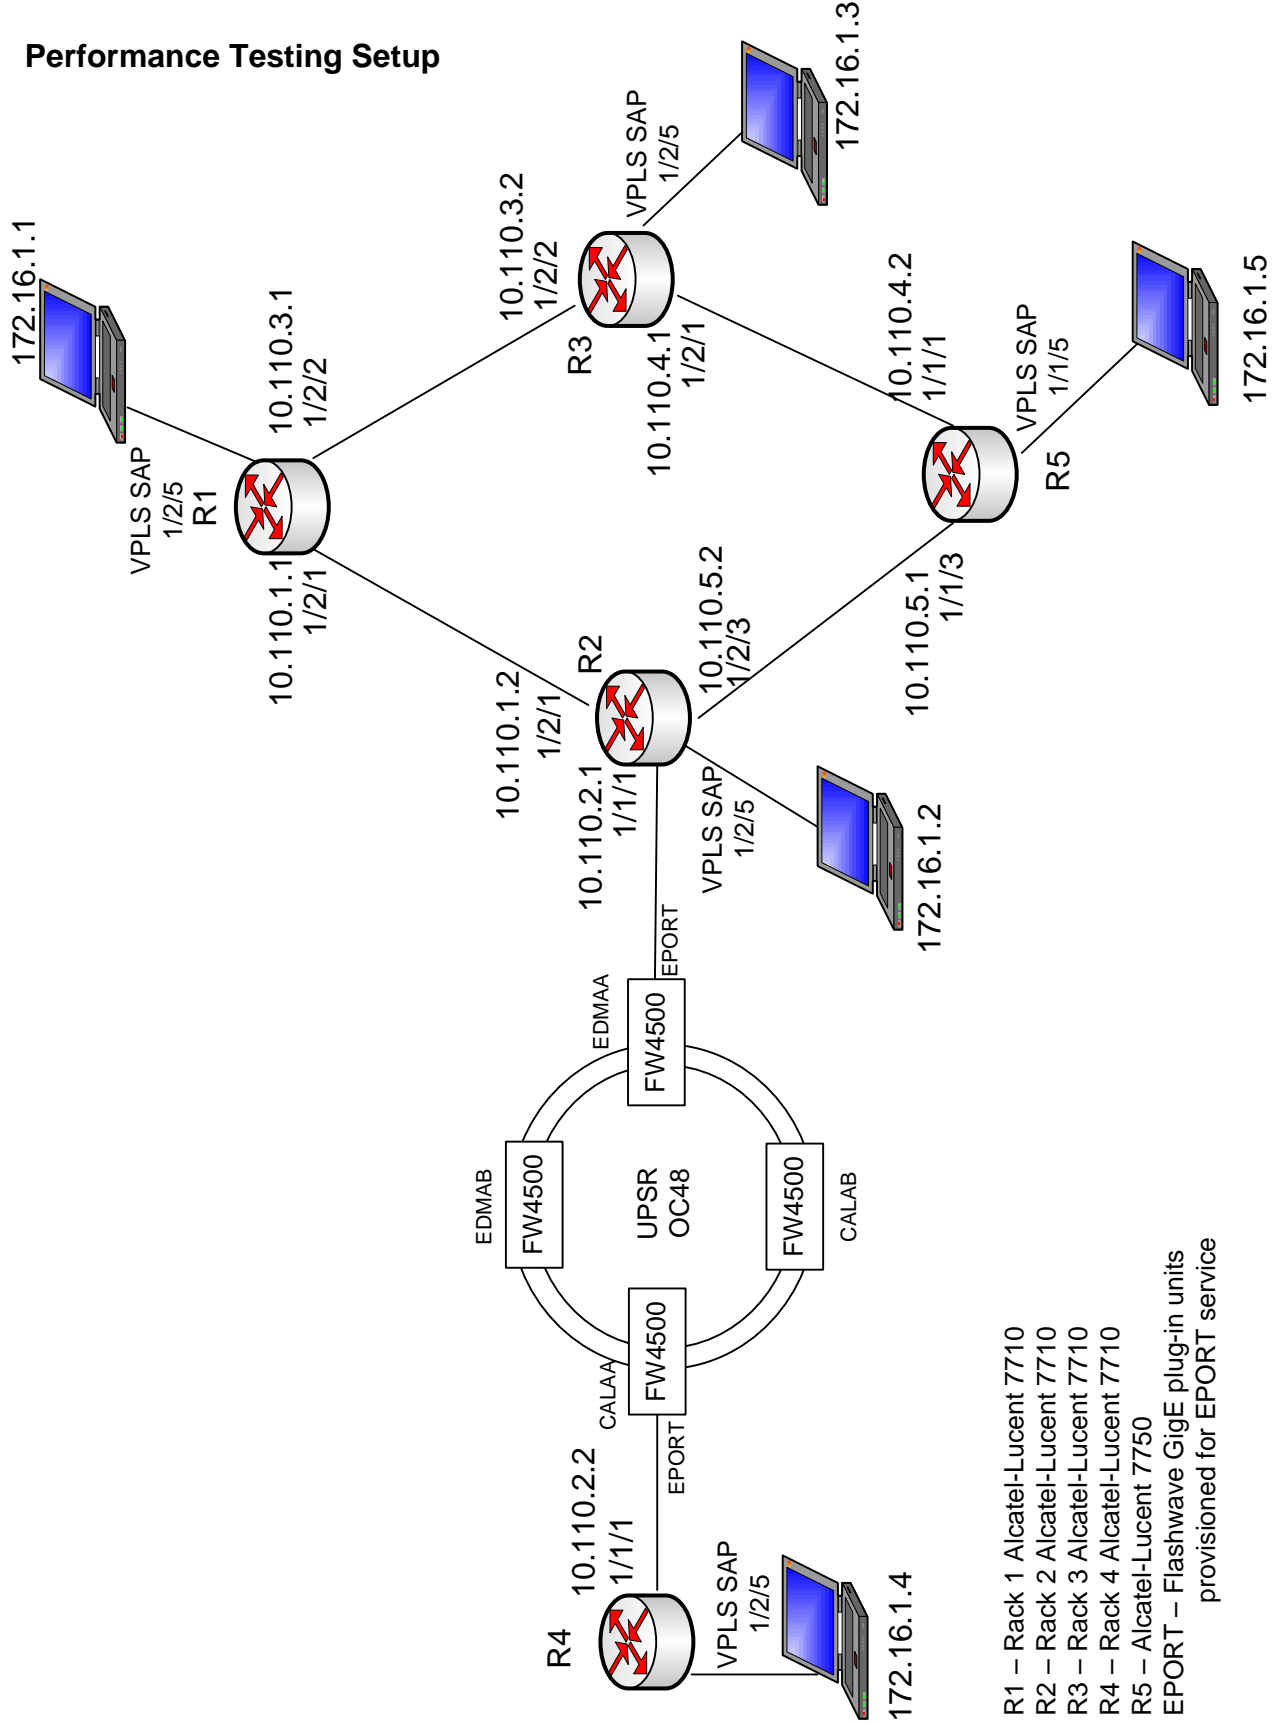 Performance Testing Setup
172.16.1.1
VPLS SAP
1/2/5
R1
10.110.3.1
1/2/2
10.110.1.1
1/2/1
10.110.3.2
1/2/2
R3
VPLS SAP
1/2/5
172.16.1.3
10.110.4.1
1/2/1
10.110.4.2
1/1/1
VPLS SAP
1/1/5
R5
172.16.1.5
10.110.5.1
1/1/3
10.110.5.2
1/2/3
R2
10.110.1.2
1/2/1
10.110.2.1
1/1/1
VPLS SAP
1/2/5
172.16.1.2
EPORT
EDMAA
FW4500
EDMAB
FW4500
UPSR
OC48
FW4500
CALAB
CALAA
FW4500
EPORT
10.110.2.2
1/1/1
R4
VPLS SAP
1/2/5
172.16.1.4
R1 – Rack 1 Alcatel-Lucent 7710
R2 – Rack 2 Alcatel-Lucent 7710
R3 – Rack 3 Alcatel-Lucent 7710
R4 – Rack 4 Alcatel-Lucent 7710
R5 – Alcatel-Lucent 7750
EPORT – Flashwave GigE plug-in units
provisioned for EPORT service